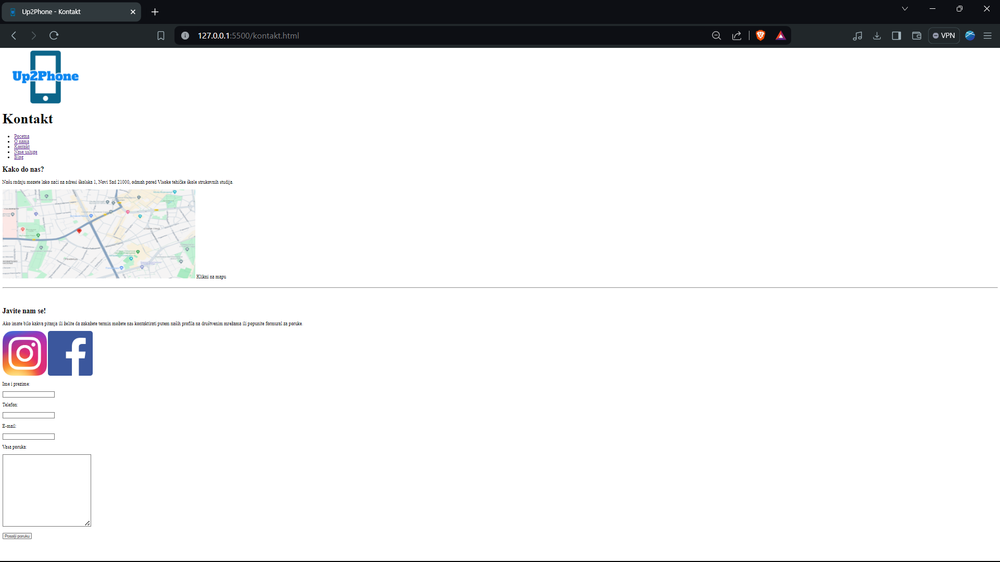 Up2Phone - Kontakt
127.0.0.1:5500/kontakt.html
VPN
Up2Phone
Kontakt
Pocetna
O nama
Kontakt
Nase usluge
Blog
Kako do nas?
Našu radnju mozete lako naći na adresi školska 1, Novi Sad 21000, odmah pored Visoke tehičke škole strukovnih studija.
Klikni na mapu
Javite nam se!
Ako imate bilo kakva pitanja ili želite da zakažete termin možete nas kontaktirati putem naših profila na društvenim mrežama ili popunite formural za poruke.
Ime i prezime:
Telefon:
E-mail:
Vasa poruka:
Posalji poruku